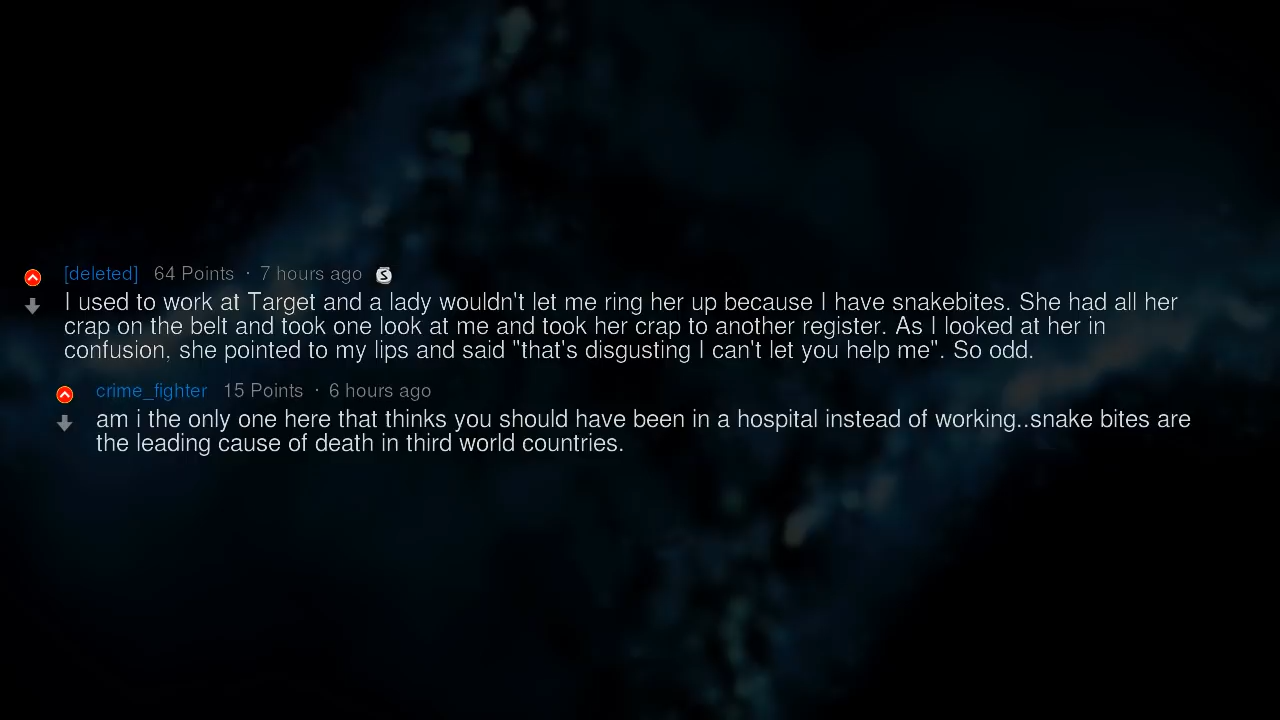 [deleted] 64 Points · 7 hours ago S
I used to work at Target and a lady wouldn't let me ring her up because I have snakebites. She had all her
crap on the belt and took one look at me and took her crap to another register. As I looked at her in
confusion, she pointed to my lips and said "that's disgusting I can't let you help me". So odd.
crime_fighter 15 Points · 6 hours ago
am i the only one here that thinks you should have been in a hospital instead of working..snake bites are
the leading cause of death in third world countries.